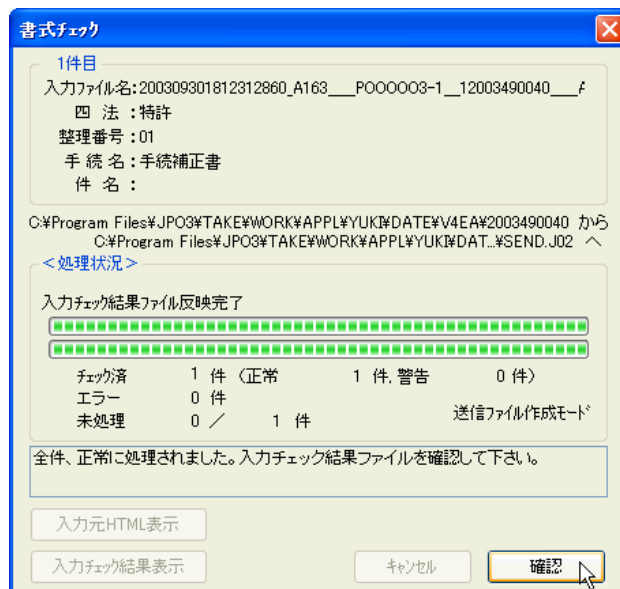 書式ﾁｪｯｸ
1件目
入力ﾌｧｲﾙ名:200309301812312860_A163___POOOOO3-1__12003490040___A
四 法 :特許
整理番号:01
手 続 名:手続補正書
件 名 :
C:¥Program Files¥JPO3¥TAKE¥WORK¥APPL¥YUKI¥DATE¥V4EA¥2003490040 から
C:¥Program Files¥JPO3¥TAKE¥WORK¥APPL¥YUKI¥DAT...¥SEND.J02 へ
<処理状況>
入力ﾁｪｯｸ結果ﾌｧｲﾙ反映完了
ﾁｪｯｸ済 1 件 (正常 1 件, 警告 0 件)
エラー 0 件
未処理 0 / 1 件 送信ﾌｧｲﾙ作成ﾓｰﾄﾞ
全件、正常に処理されました。入力チェック結果ファイルを確認して下さい。
入力元HTML表示
入力ﾁｪｯｸ結果表示 ｷｬﾝｾﾙ 確認